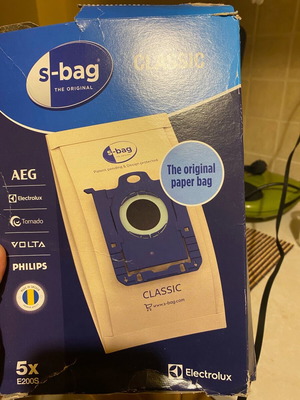 s-bag®
THE ORIGINAL
CLASSIC
s-bag®
The original
paper bag
AEG
Electrolux
Tornado
VOLTA
PHILIPS
CLASSIC
www.s-bag.com
5x
E200S
Electrolux